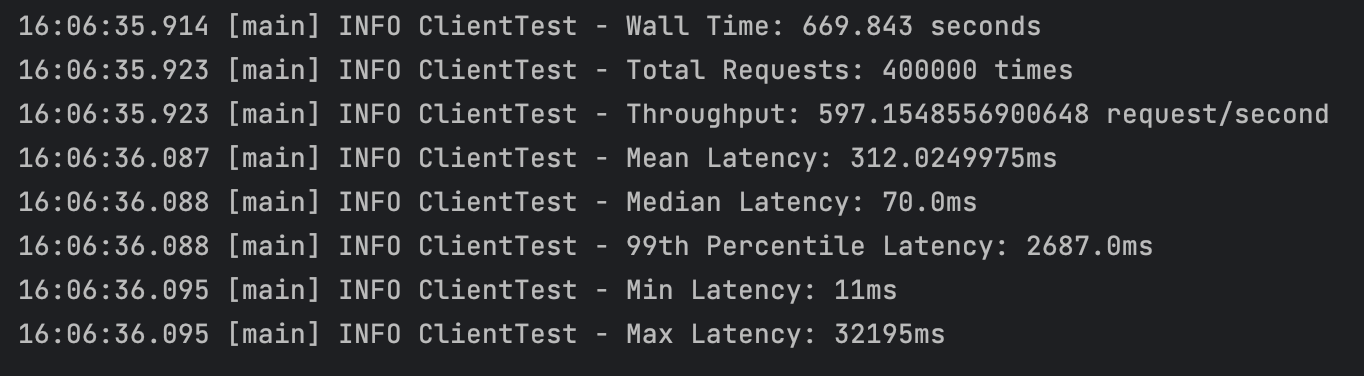 16:06:35.914 [main] INFO ClientTest - Wall Time: 669.843 seconds
16:06:35.923 [main] INFO ClientTest - Total Requests: 400000 times
16:06:35.923 [main] INFO ClientTest - Throughput: 597.1548556900648 request/second
16:06:36.087 [main] INFO ClientTest - Mean Latency: 312.0249975ms
16:06:36.088 [main] INFO ClientTest - Median Latency: 70.0ms
16:06:36.088 [main] INFO ClientTest - 99th Percentile Latency: 2687.0ms
16:06:36.095 [main] INFO ClientTest - Min Latency: 11ms
16:06:36.095 [main] INFO ClientTest - Max Latency: 32195ms